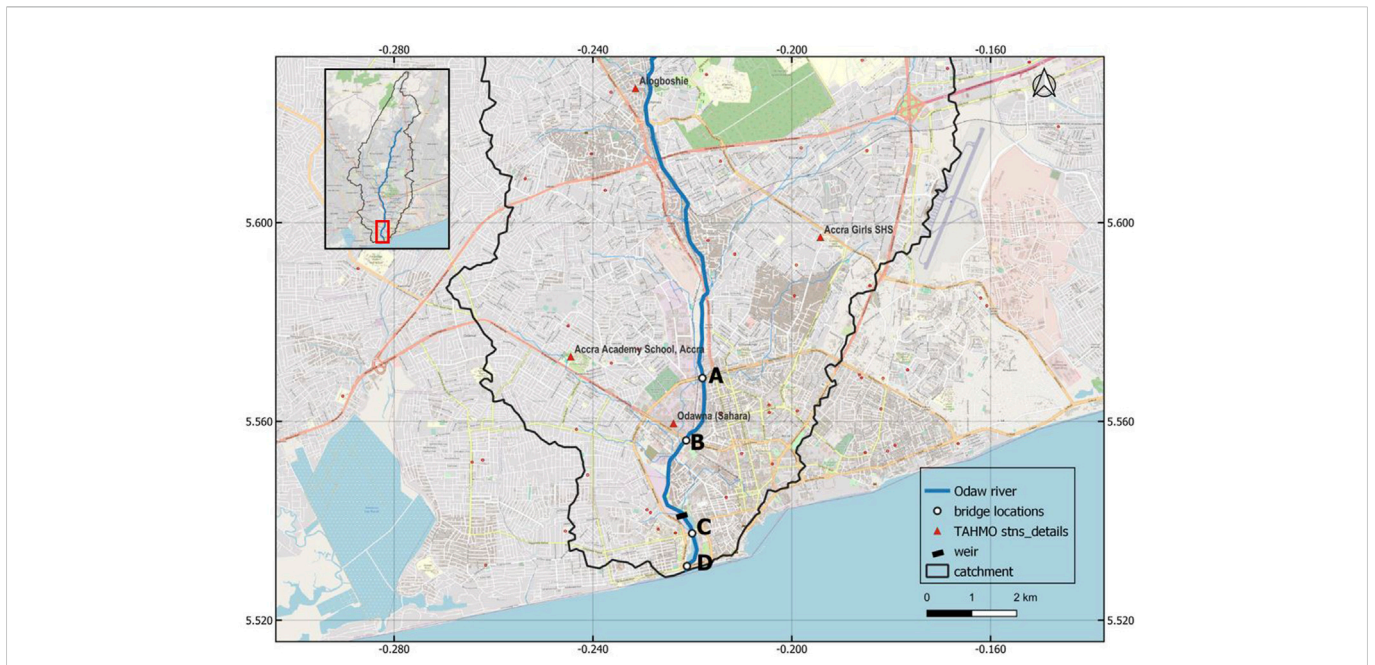 -0.280 -0.240 -0.200 -0.160
Alogboshie
5.600 5.600
Accra Girls SHS
Accra Academy School, Accra
A
5.560 5.560
Odawna (Sahara)
B
Odaw river
bridge locations
C
TAHMO stns_details
weir
D
catchment
0 1 2 km
5.520 5.520
-0.280 -0.240 -0.200 -0.160